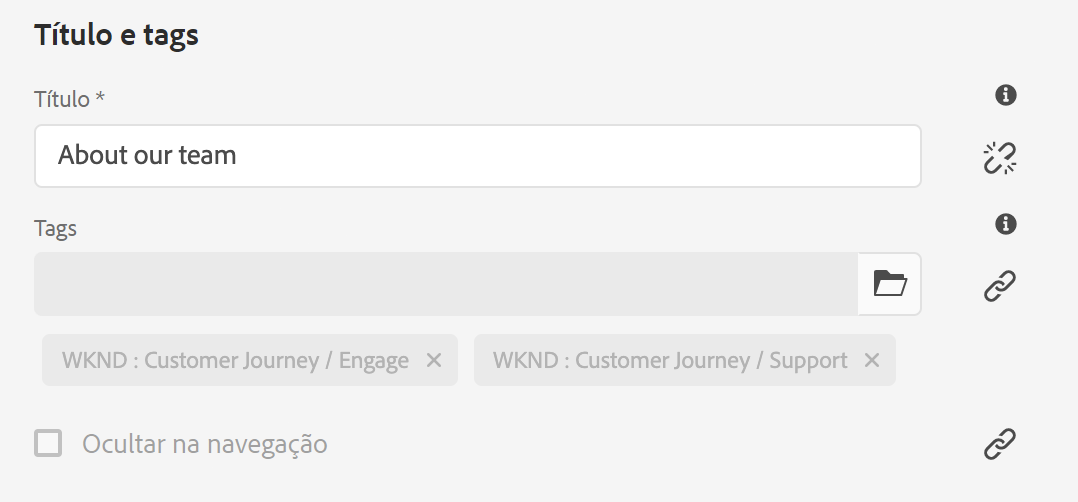 Título e tags
Título *
About our team
Tags
WKND : Customer Journey / Engage
WKND : Customer Journey / Support
Ocultar na navegação